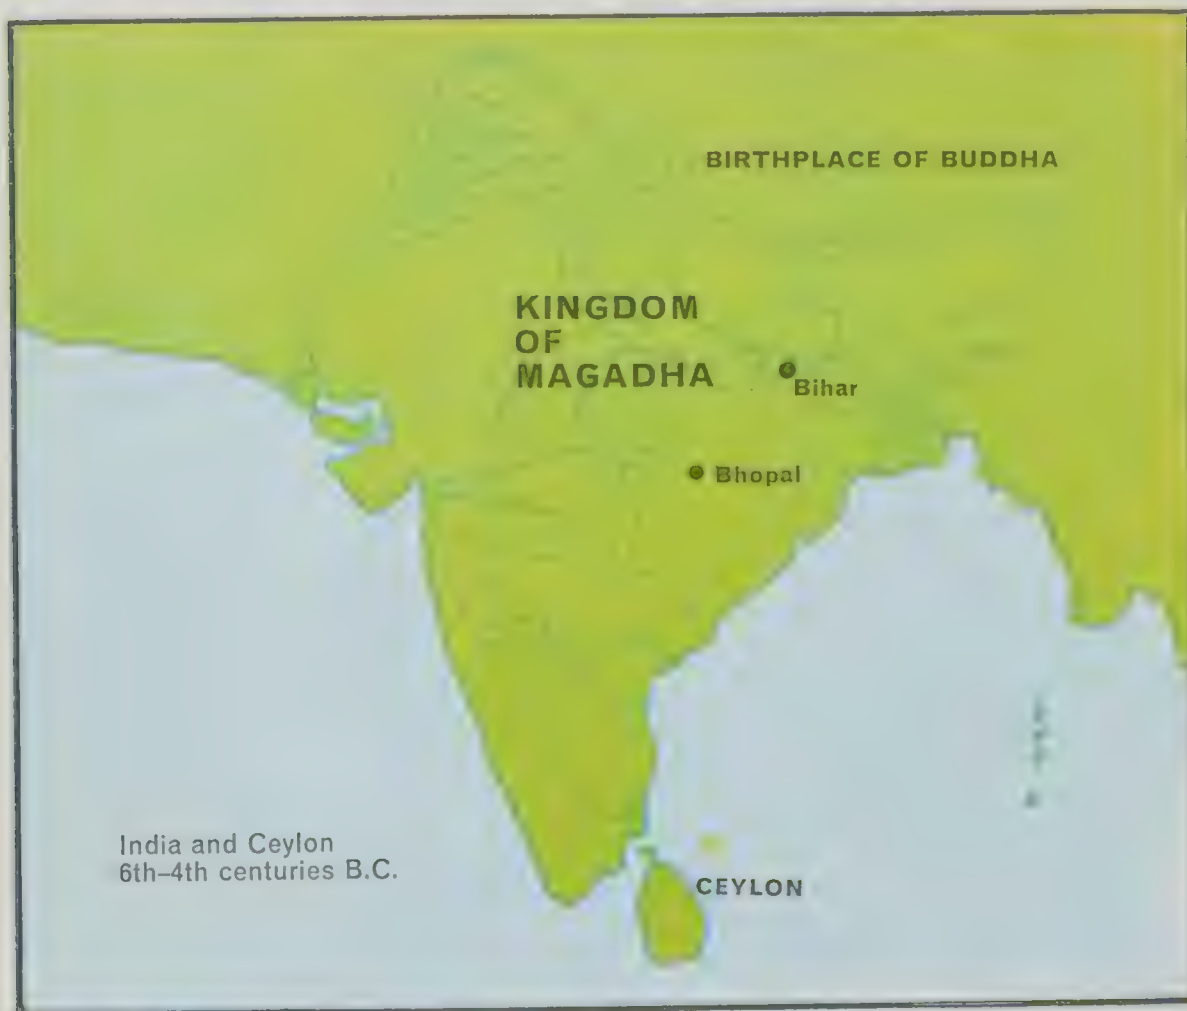 BIRTHPLACE OF BUDDHA
KINGDOM
OF
MAGADHA
Bihar
Bhopal
India and Ceylon
6th–4th centuries B.C.
CEYLON